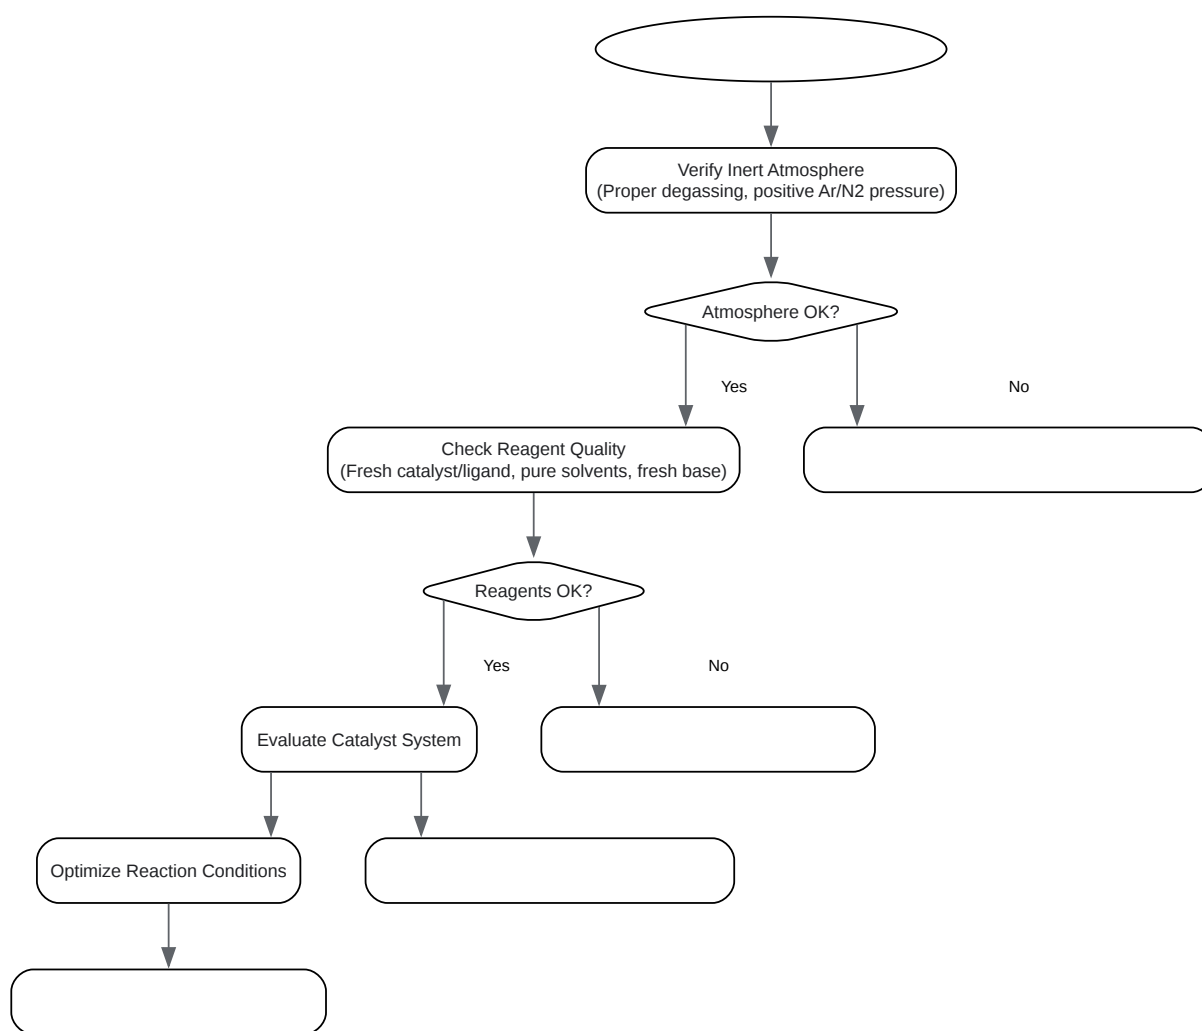 Verify Inert Atmosphere
(Proper degassing, positive Ar/N2 pressure)
Atmosphere OK?
Yes
No
Check Reagent Quality
(Fresh catalyst/ligand, pure solvents, fresh base)
Reagents OK?
Yes
No
Evaluate Catalyst System
Optimize Reaction Conditions